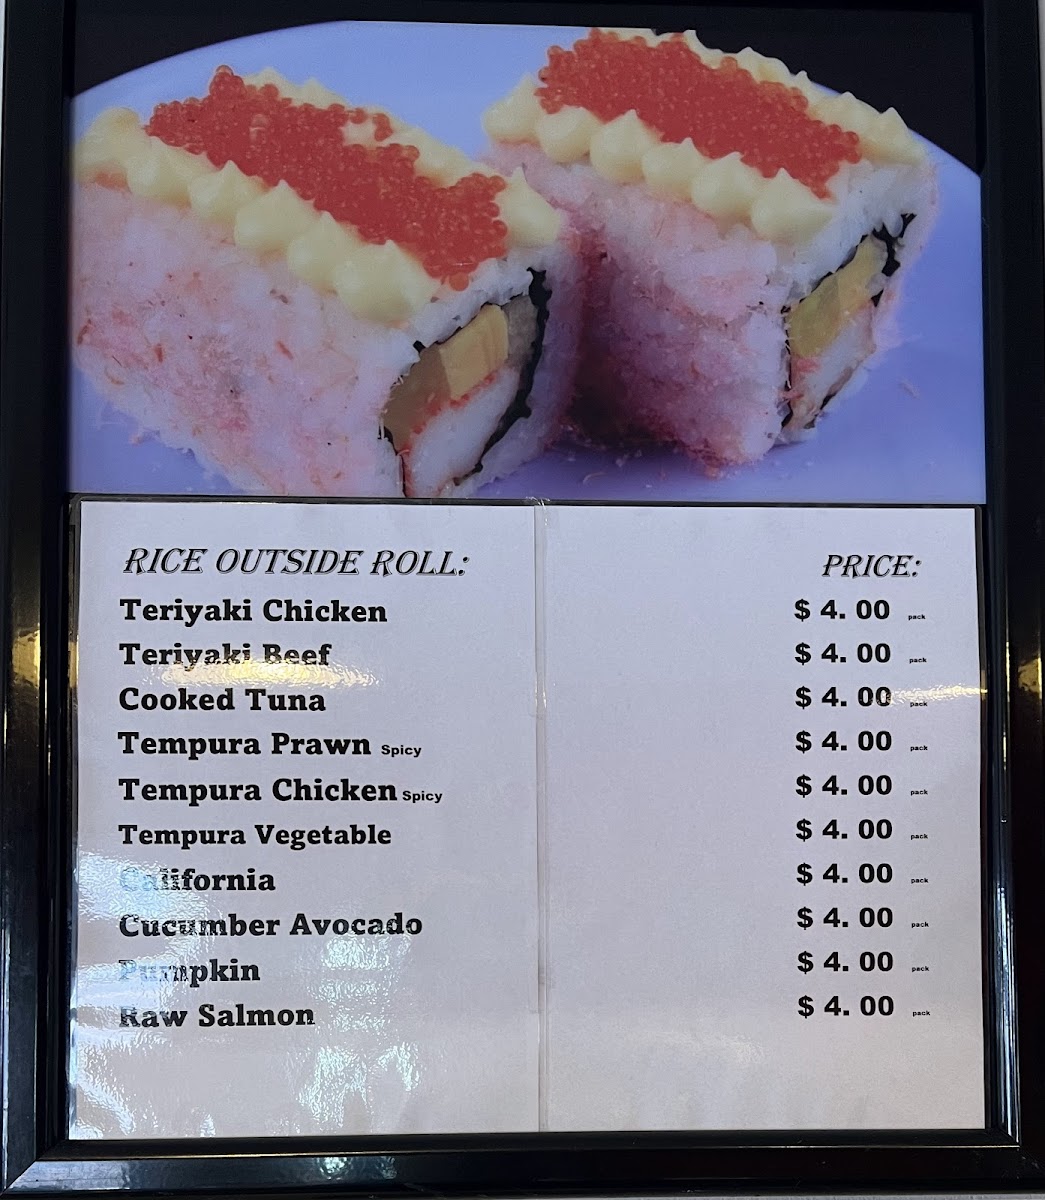 RICE OUTSIDE ROLL: PRICE:
Teriyaki Chicken $ 4. 00 pack
Teriyaki Beef $ 4. 00 pack
Cooked Tuna $ 4. 00 pack
Tempura Prawn Spicy $ 4. 00 pack
Tempura Chicken Spicy $ 4. 00 pack
Tempura Vegetable $ 4. 00 pack
California $ 4. 00 pack
Cucumber Avocado $ 4. 00 pack
Pumpkin $ 4. 00 pack
Raw Salmon $ 4. 00 pack